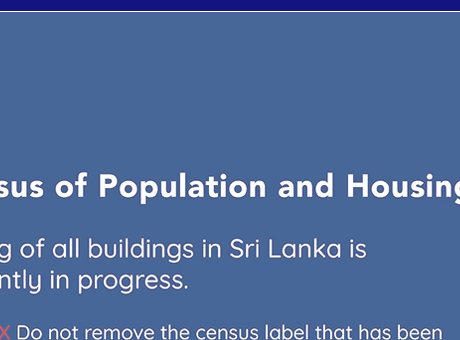 sus of Population and Housing
g of all buildings in Sri Lanka is
ntly in progress.
X Do not remove the census label that has been